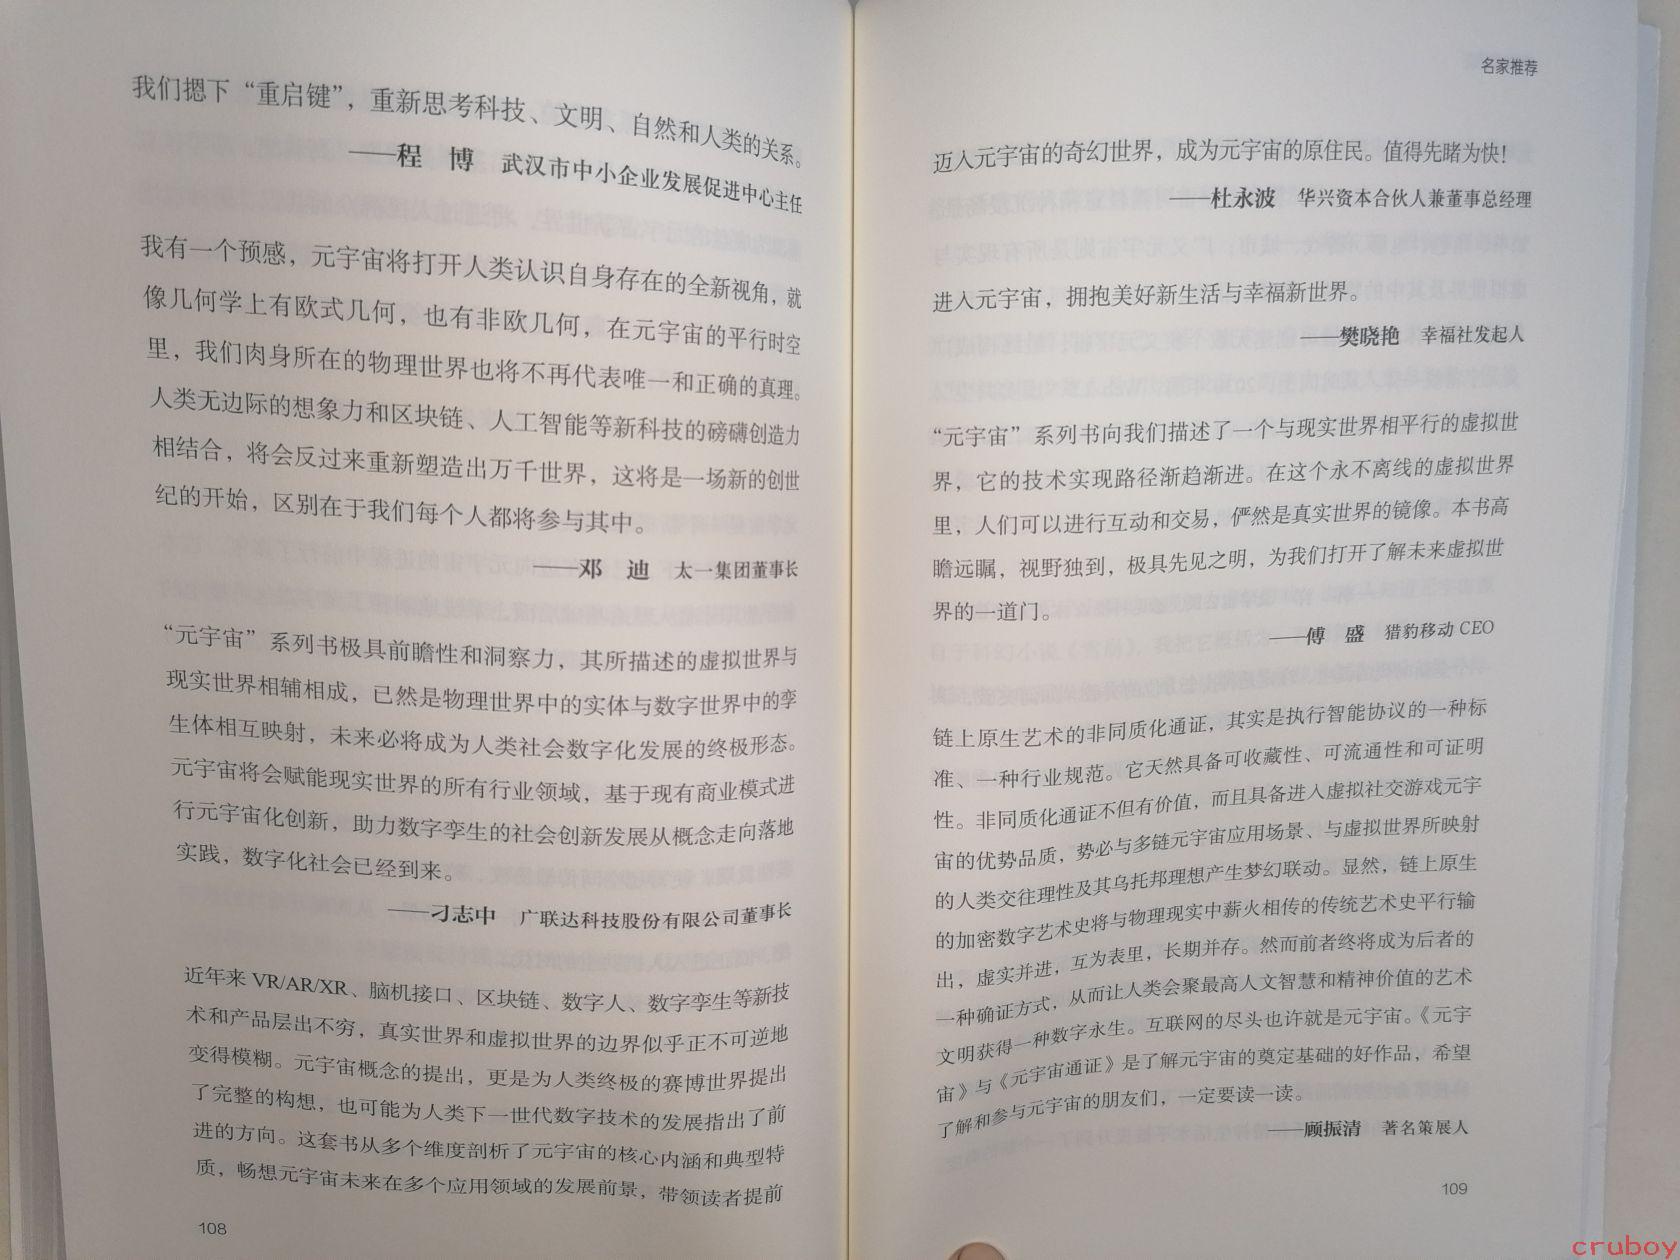 我们摁下“重启键”，重新思考科技、文明、自然和人类的关系。
——程　博　武汉市中小企业发展促进中心主任
我有一个预感，元宇宙将打开人类认识自身存在的全新视角，就
像几何学上有欧式几何，也有非欧几何，在元宇宙的平行时空
里，我们肉身所在的物理世界也将不再代表唯一和正确的真理。
人类无边际的想象力和区块链、人工智能等新科技的磅礴创造力
相结合，将会反过来重新塑造出万千世界，这将是一场新的创世
纪的开始，区别在于我们每个人都将参与其中。
——邓　迪　太一集团董事长
“元宇宙”系列书极具前瞻性和洞察力，其所描述的虚拟世界与
现实世界相辅相成，已然是物理世界中的实体与数字世界中的孪
生体相互映射，未来必将成为人类社会数字化发展的终极形态。
元宇宙将会赋能现实世界的所有行业领域，基于现有商业模式进
行元宇宙化创新，助力数字孪生的社会创新发展从概念走向落地
实践，数字化社会已经到来。
——刁志中　广联达科技股份有限公司董事长
近年来 VR/AR/XR、脑机接口、区块链、数字人、数字孪生等新技
术和产品层出不穷，真实世界和虚拟世界的边界似乎正不可逆地
变得模糊。元宇宙概念的提出，更是为人类终极的赛博世界提出
了完整的构想，也可能为人类下一世代数字技术的发展指出了前
进的方向。这套书从多个维度剖析了元宇宙的核心内涵和典型特
质，畅想元宇宙未来在多个应用领域的发展前景，带领读者提前
108
名家推荐
迈入元宇宙的奇幻世界，成为元宇宙的原住民。值得先睹为快！
——杜永波　华兴资本合伙人兼董事总经理
进入元宇宙，拥抱美好新生活与幸福新世界。
——樊晓艳　幸福社发起人
“元宇宙”系列书向我们描述了一个与现实世界相平行的虚拟世
界，它的技术实现路径渐趋渐进。在这个永不离线的虚拟世界
里，人们可以进行互动和交易，俨然是真实世界的镜像。本书高
瞻远瞩，视野独到，极具先见之明，为我们打开了解未来虚拟世
界的一道门。
——傅　盛　猎豹移动 CEO
链上原生艺术的非同质化通证，其实是执行智能协议的一种标
准、一种行业规范。它天然具备可收藏性、可流通性和可证明
性。非同质化通证不但有价值，而且具备进入虚拟社交游戏元宇
宙的优势品质，势必与多链元宇宙应用场景、与虚拟世界所映射
的人类交往理性及其乌托邦理想产生梦幻联动。显然，链上原生
的加密数字艺术史将与物理现实中薪火相传的传统艺术史平行输
出，虚实并进，互为表里，长期并存。然而前者终将成为后者的
一种确证方式，从而让人类会聚最高人文智慧和精神价值的艺术
文明获得一种数字永生。互联网的尽头也许就是元宇宙。《元宇
宙》与《元宇宙通证》是了解元宇宙的奠定基础的好作品，希望
了解和参与元宇宙的朋友们，一定要读一读。
——顾振清　著名策展人
109
cruboy